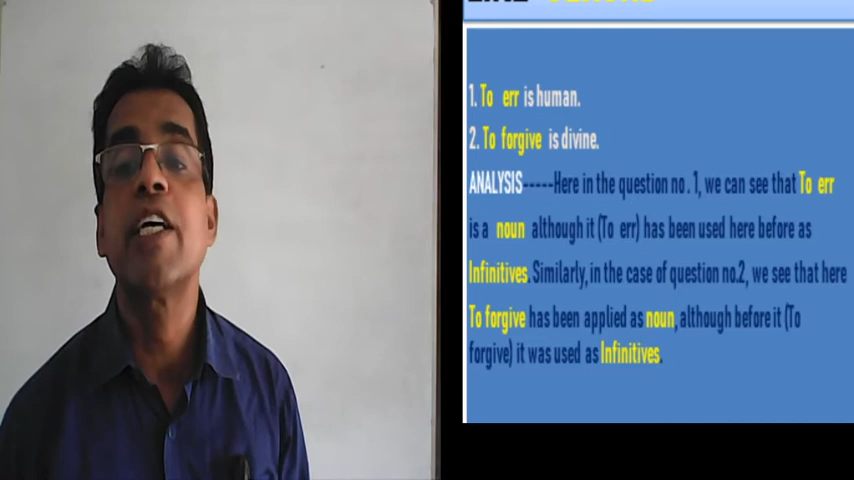 1. To err is human.
2. To forgive is divine.
ANALYSIS-----Here in the question no. 1, we can see that To err
is a noun although it (To err) has been used here before as
Infinitives. Similarly, in the case of question no.2, we see that here
To forgive has been applied as noun, although before it (To
forgive) it was used as Infinitives.